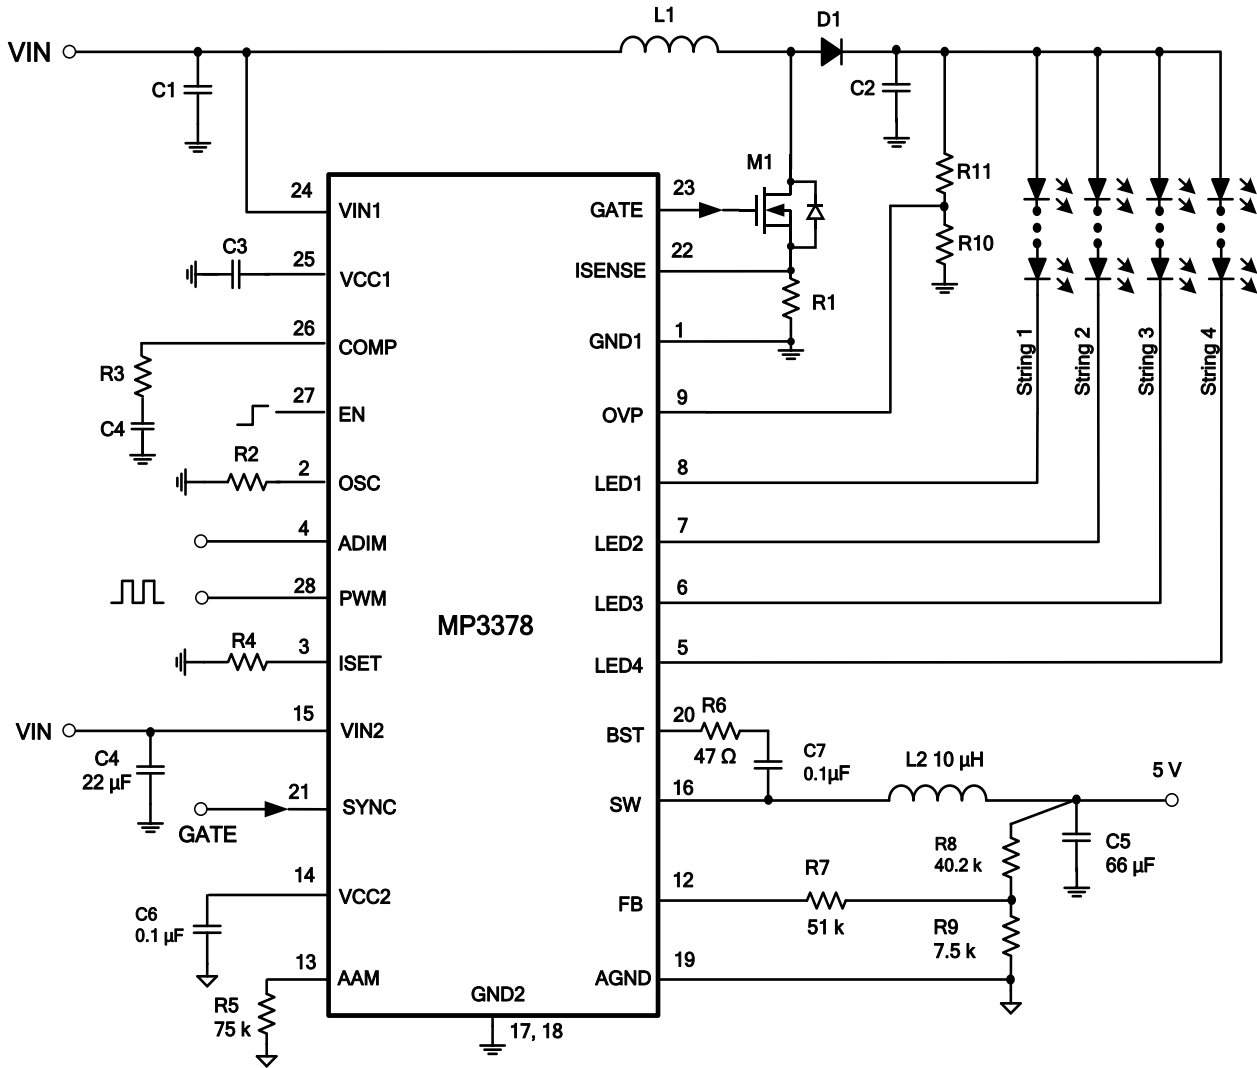 L1
D1
VIN
C1
C2
M1
R11
24
23
VIN1
GATE
R10
C3
25
22
VCC1
ISENSE
R1
26
1
COMP
GND1
R3
String 1
String 2
String 3
String 4
27
9
C4
EN
OVP
R2
2
8
OSC
LED1
4
7
ADIM
LED2
28
6
PWM
LED3
MP3378
R4
3
5
ISET
LED4
15
20
R6
VIN
VIN2
BST
47 Ω
C7
0.1µF
L2 10 µH
5 V
C4
22 µF
21
16
SYNC
SW
GATE
R8
40.2 k
C5
66 µF
14
12
R7
VCC2
FB
51 k
C6
0.1 µF
R9
7.5 k
13
19
AAM
AGND
GND2
R5
75 k
17, 18